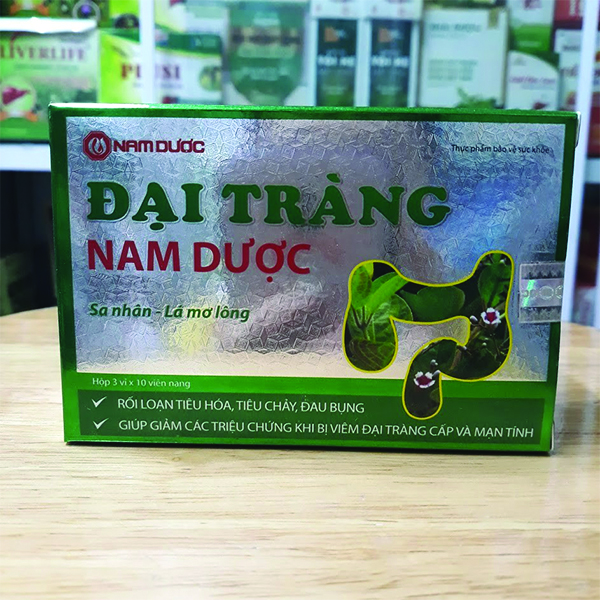 LIVERLIFE
NAM DƯỢC
Thực phẩm bảo vệ sức khỏe
ĐẠI TRÀNG
NAM DƯỢC
Sa nhân - Lá mơ lông
Hộp 3 vỉ x 10 viên nang
RỐI LOẠN TIÊU HÓA, TIÊU CHẢY, ĐAU BỤNG
GIÚP GIẢM CÁC TRIỆU CHỨNG KHI BỊ VIÊM ĐẠI TRÀNG CẤP VÀ MẠN TÍNH